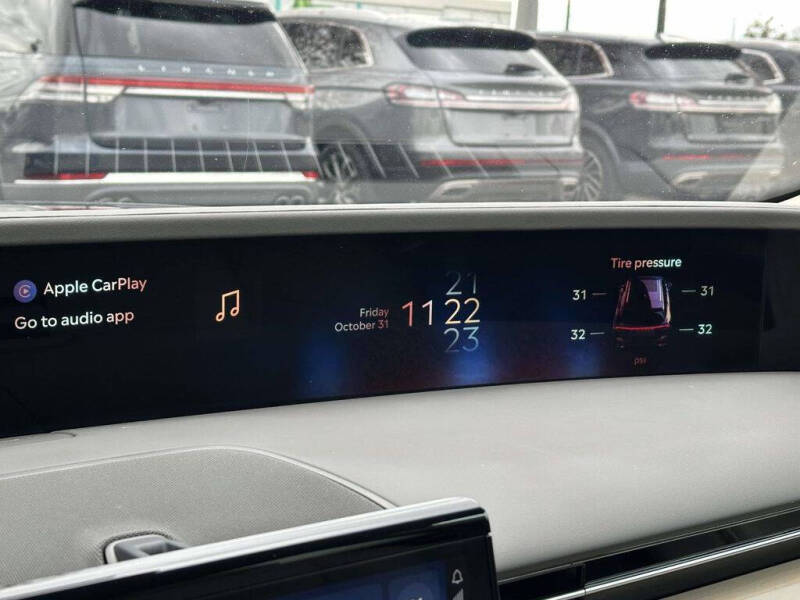 LINCOLN
Apple CarPlay
Go to audio app
Friday
October 31
21
11 22
23
Tire pressure
31 31
32 32
psi